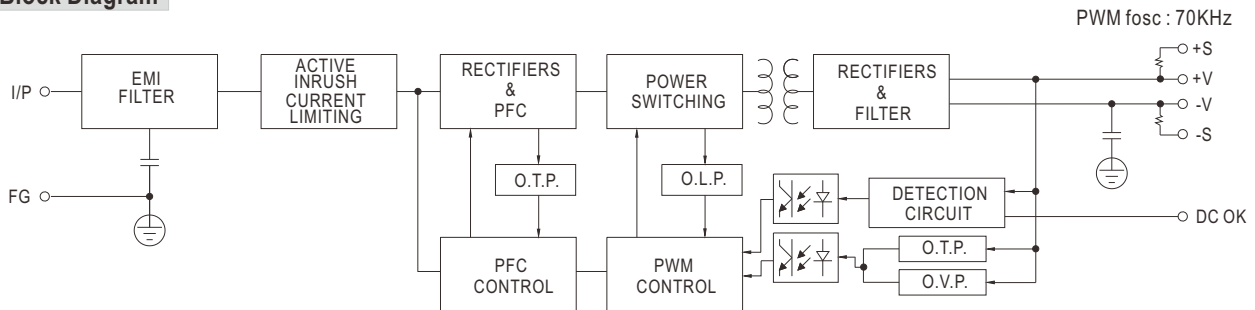 Block Diagram
PWM fosc : 70KHz
I/P
EMI
FILTER
ACTIVE
INRUSH
CURRENT
LIMITING
RECTIFIERS
&
PFC
POWER
SWITCHING
RECTIFIERS
&
FILTER
+S
+V
-V
-S
FG
O.T.P.
O.L.P.
DETECTION
CIRCUIT
DC OK
PFC
CONTROL
PWM
CONTROL
O.T.P.
O.V.P.